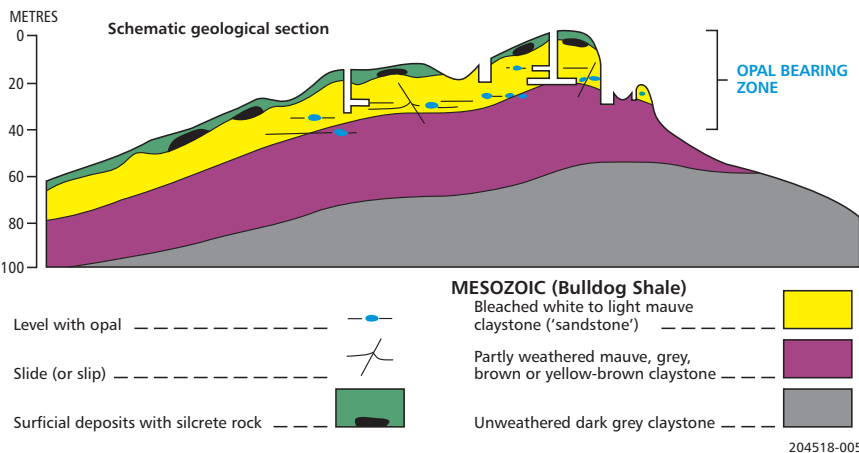 METRES
Schematic geological section
0
20
40
60
80
100
OPAL BEARING
ZONE
Level with opal
Slide (or slip)
Surficial deposits with silcrete rock
MESOZOIC (Bulldog Shale)
Bleached white to light mauve
claystone (‘sandstone’)
Partly weathered mauve, grey,
brown or yellow-brown claystone
Unweathered dark grey claystone
204518-005